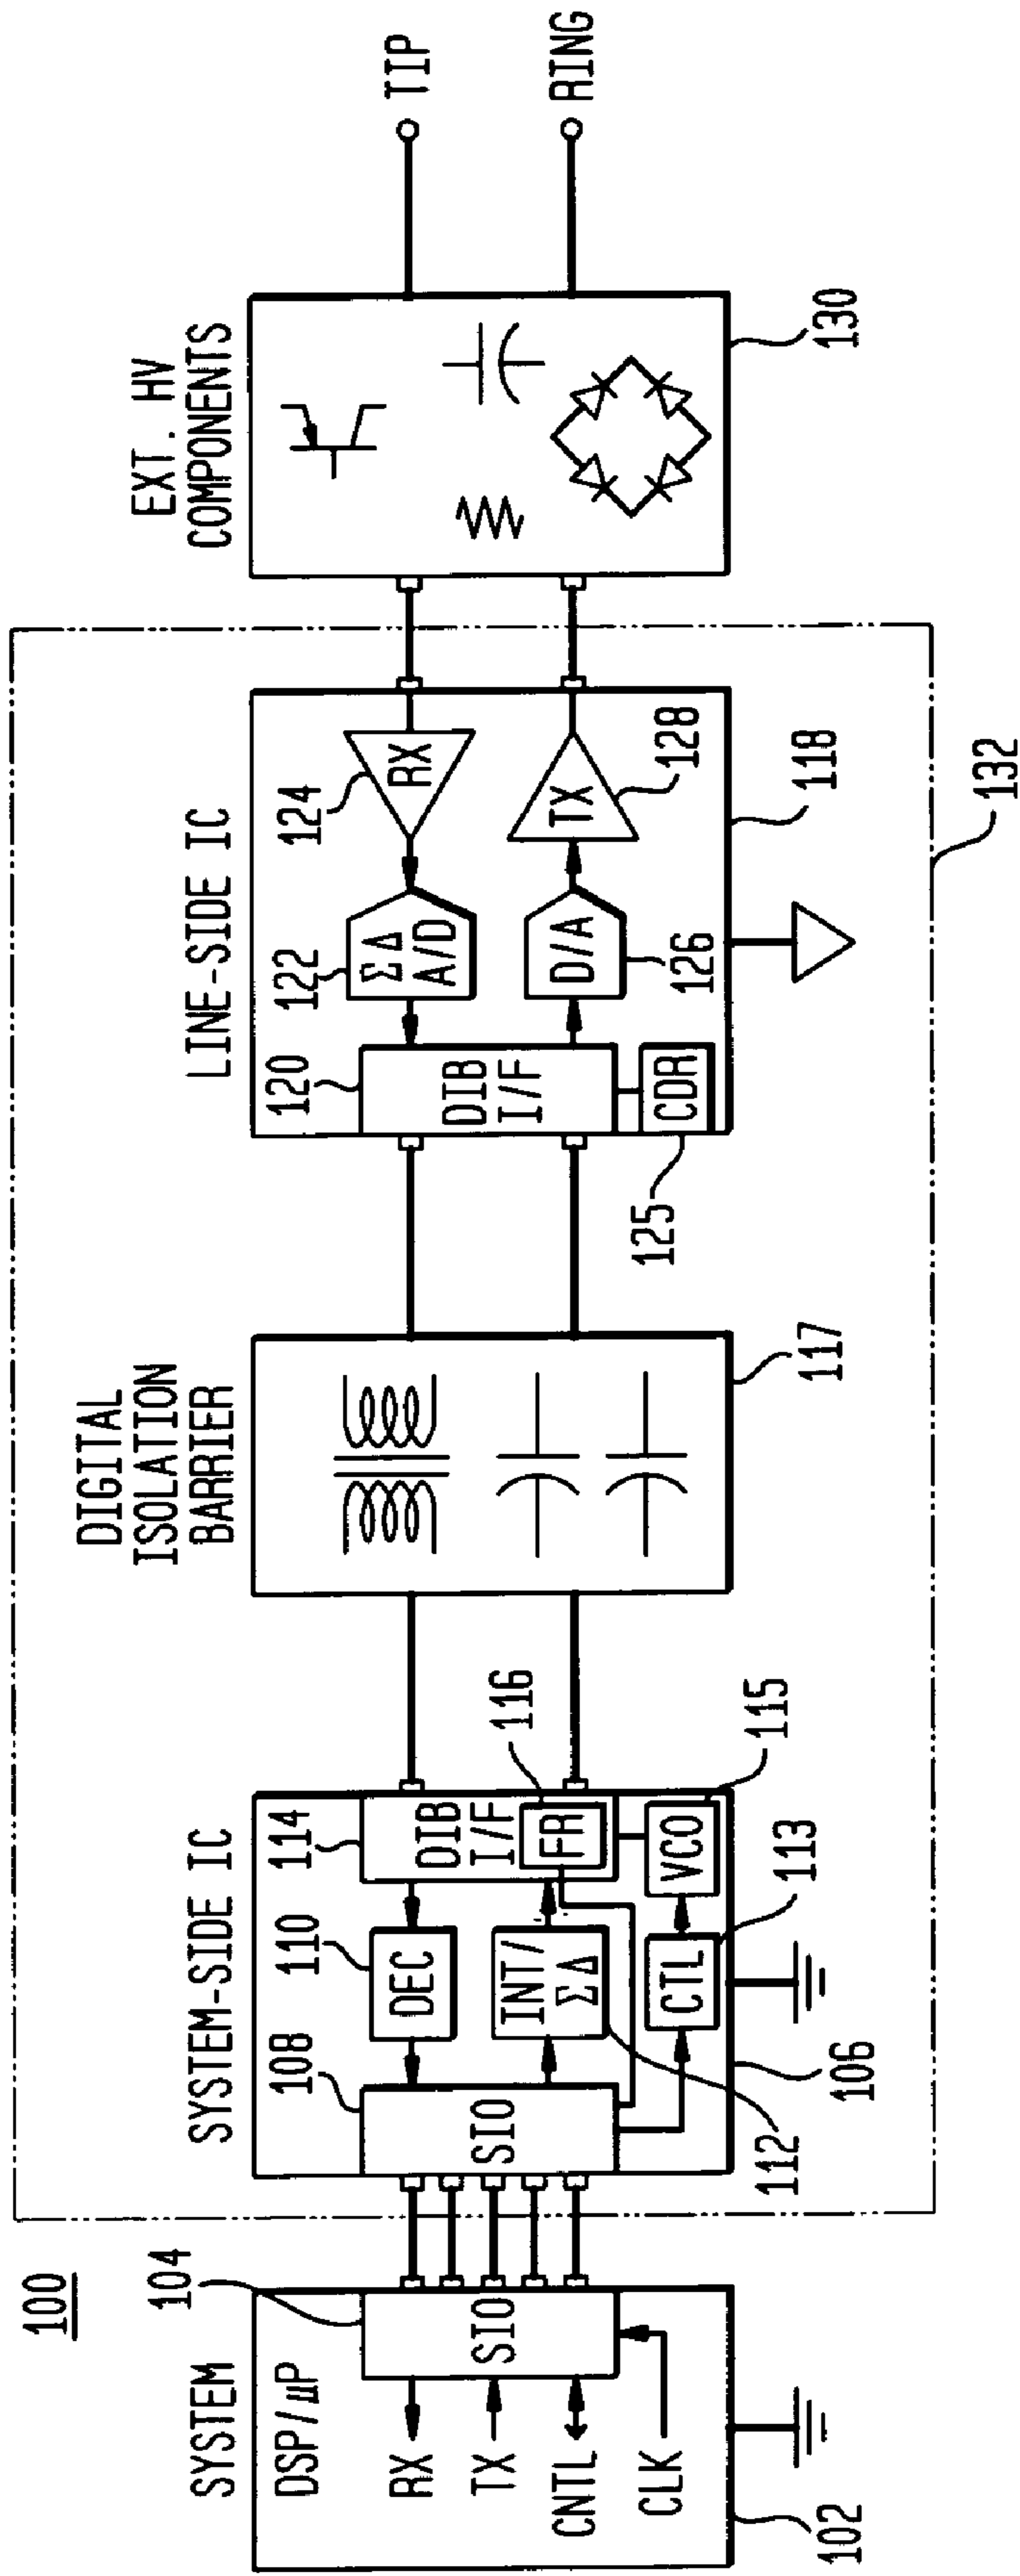 100
SYSTEM
DSP/μP
104
SIO
RX
TX
CNTL
CLK
102
SYSTEM-SIDE IC
108
SIO
110
DEC
INT/
ΣΔ
112
114
DIB
I/F
FR
116
CTL
113
VCO
115
106
DIGITAL
ISOLATION
BARRIER
117
LINE-SIDE IC
120
DIB
I/F
122
ΣΔ
A/D
124
RX
D/A
126
TX
128
CDR
125
118
132
EXT. HV
COMPONENTS
130
TIP
RING